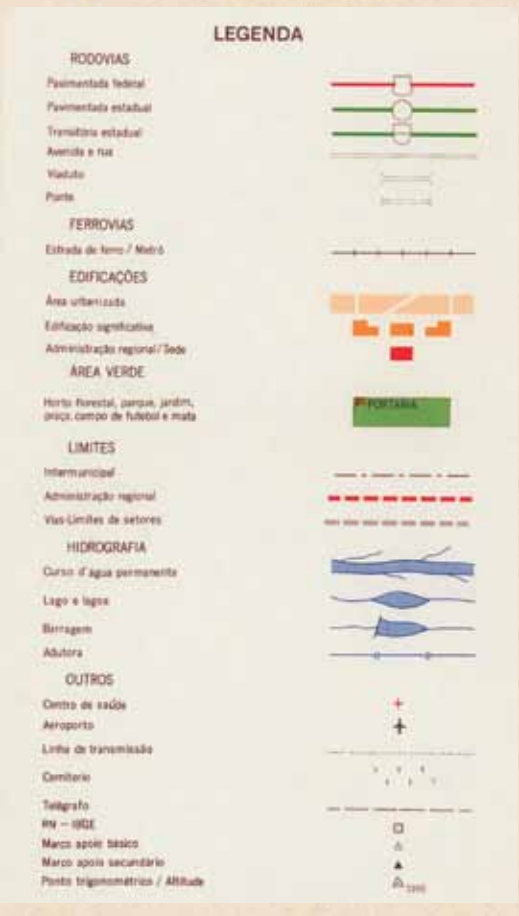 LEGENDA
RODOVIAS
Pavimentada federal
Pavimentada estadual
Transitória estadual
Avenida e rua
Viaduto
Ponte
FERROVIAS
Estrada de ferro / Metrô
EDIFICAÇÕES
Área urbanizada
Edificação significativa
Administração regional/Sede
ÁREA VERDE
Horto florestal, parque, jardim,
praça, campo de futebol e mata
PORTARIA
LIMITES
Intermunicipal
Administração regional
Vias-Limites de setores
HIDROGRAFIA
Curso d'água permanente
Lago e lagoa
Barragem
Adutora
OUTROS
Centro de saúde
Aeroporto
Linha de transmissão
Cemiterio
Telégrafo
RN - IBGE
Marco apoio básico
Marco apoio secundário
Ponto trigonométrico / Altitude